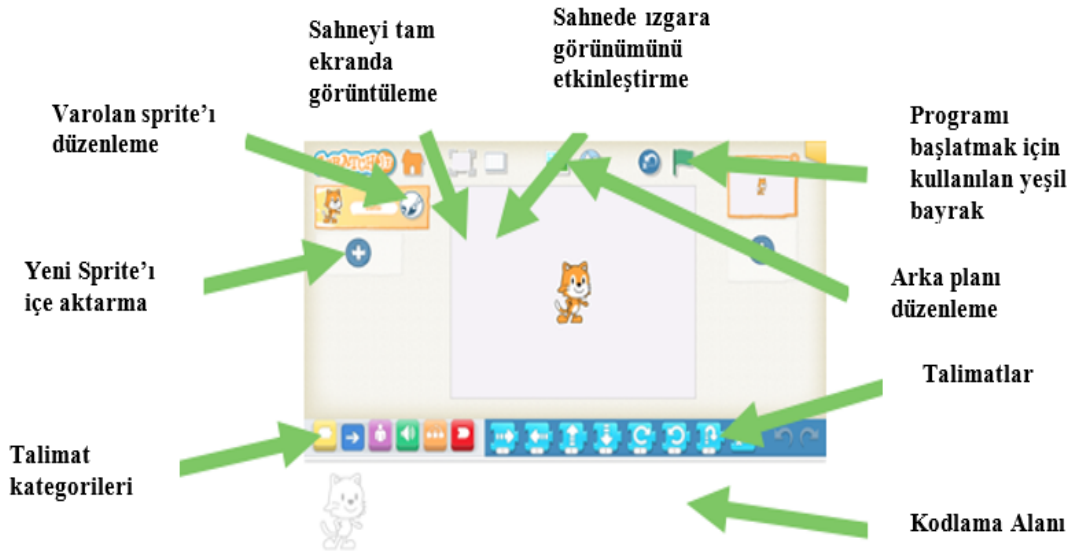 Sahneyi tam
ekranda
görüntüleme
Sahnede ızgara
görünümünü
etkinleştirme
Varolan sprite’ı
düzenleme
Programı
başlatmak için
kullanılan yeşil
bayrak
Yeni Sprite’ı
içe aktarma
Arka planı
düzenleme
Talimatlar
Talimat
kategorileri
Kodlama Alanı